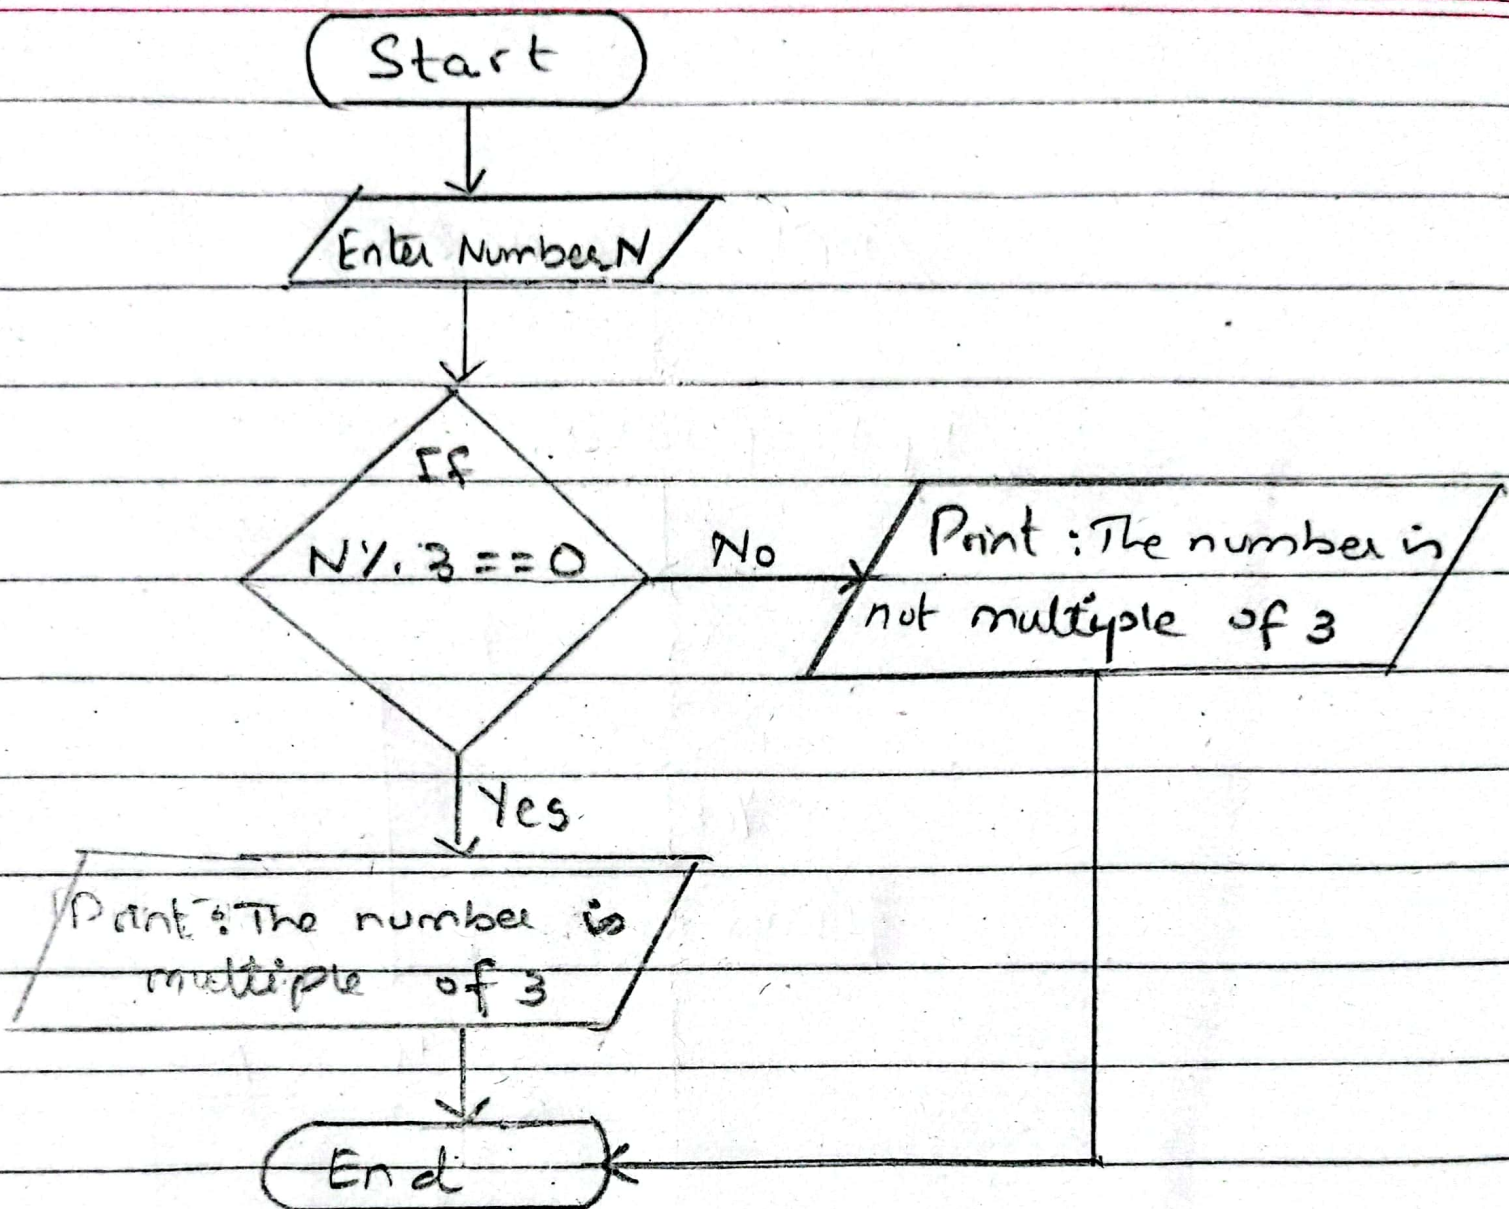 Start
Enter Number N
If
N % 3 == 0
No
Print : The number is
not multiple of 3
Yes
Print : The number is
multiple of 3
End